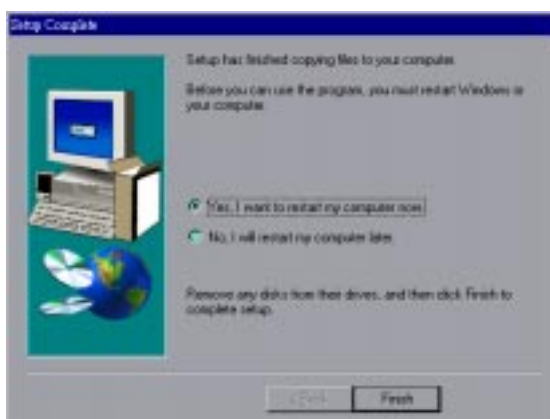 Setup Complete
Setup has finished copying files to your computer.
Before you can use the program, you must restart Windows or
your computer.
Yes, I want to restart my computer now.
No, I will restart my computer later.
Remove any disks from their drives, and then click Finish to
complete setup.
< Back
Finish